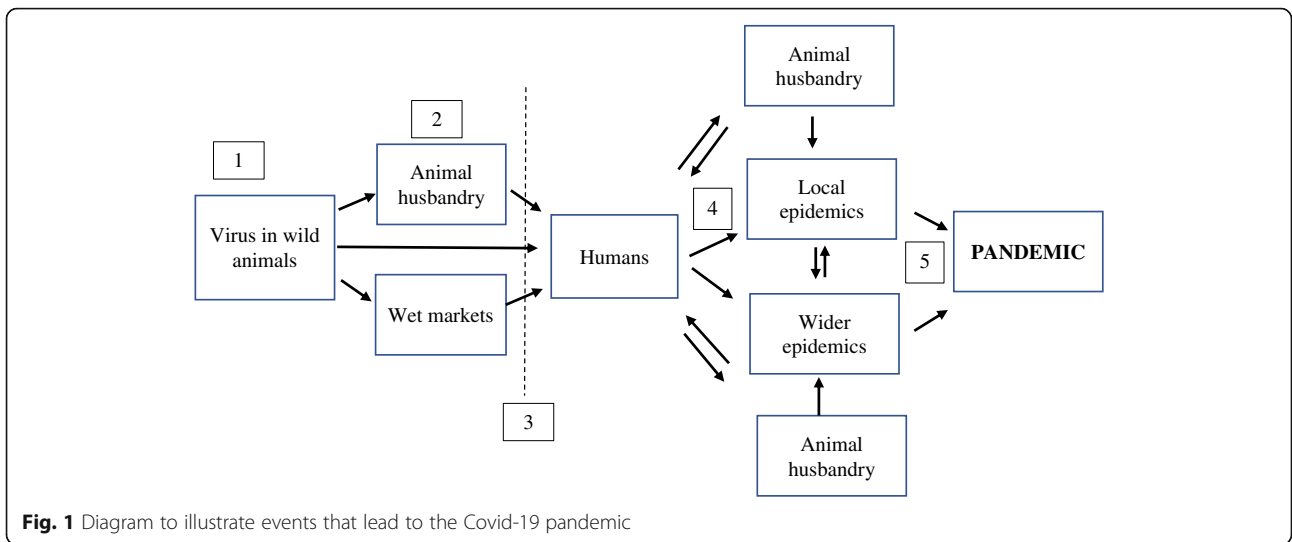 1
Virus in wild
animals
2
Animal
husbandry
Wet markets
3
Humans
Animal
husbandry
4
Local
epidemics
Wider
epidemics
Animal
husbandry
5
PANDEMIC
Fig. 1 Diagram to illustrate events that lead to the Covid-19 pandemic